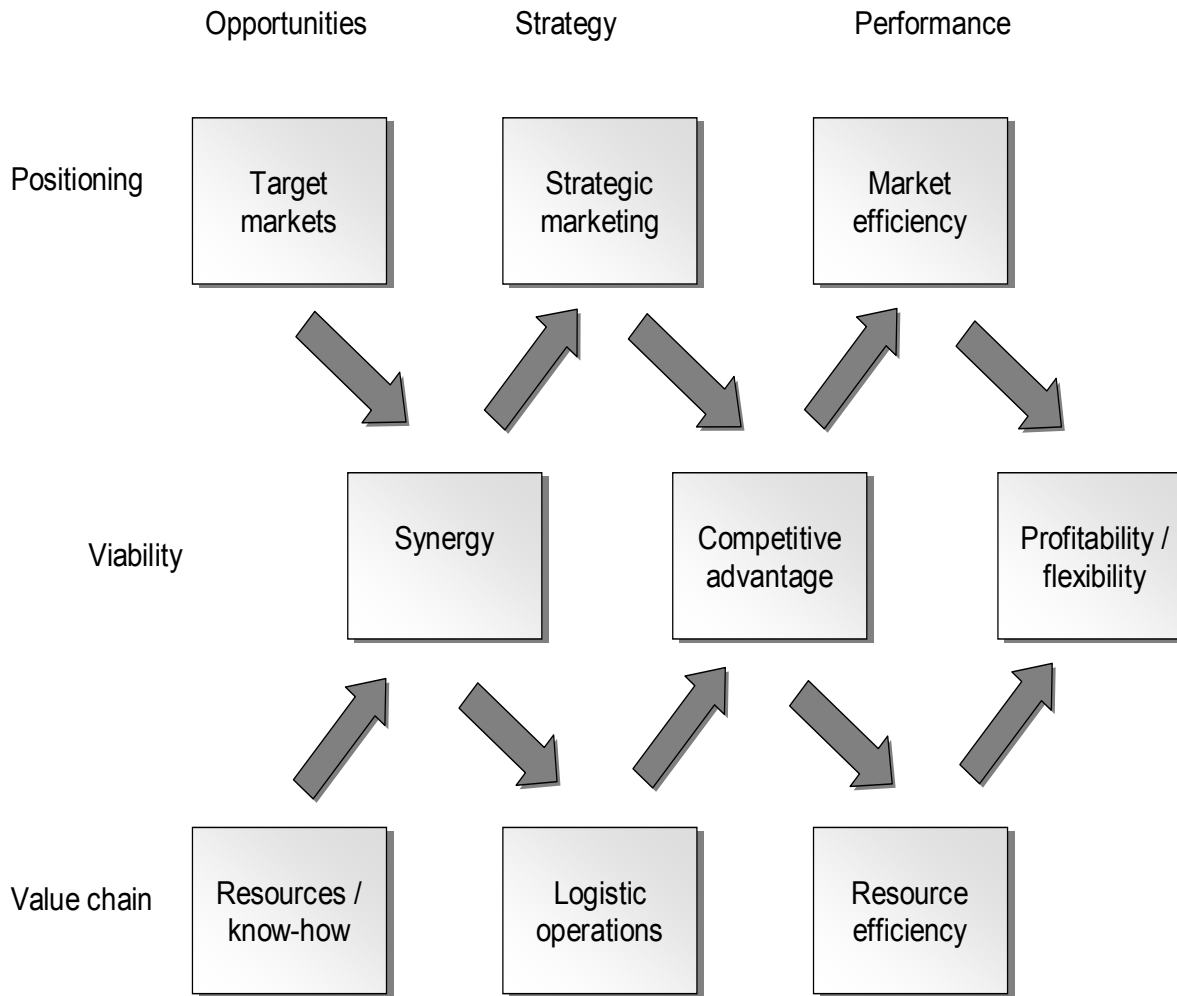 Opportunities
Strategy
Performance
Positioning
Target
markets
Strategic
marketing
Market
efficiency
Viability
Synergy
Competitive
advantage
Profitability /
flexibility
Value chain
Resources /
know-how
Logistic
operations
Resource
efficiency